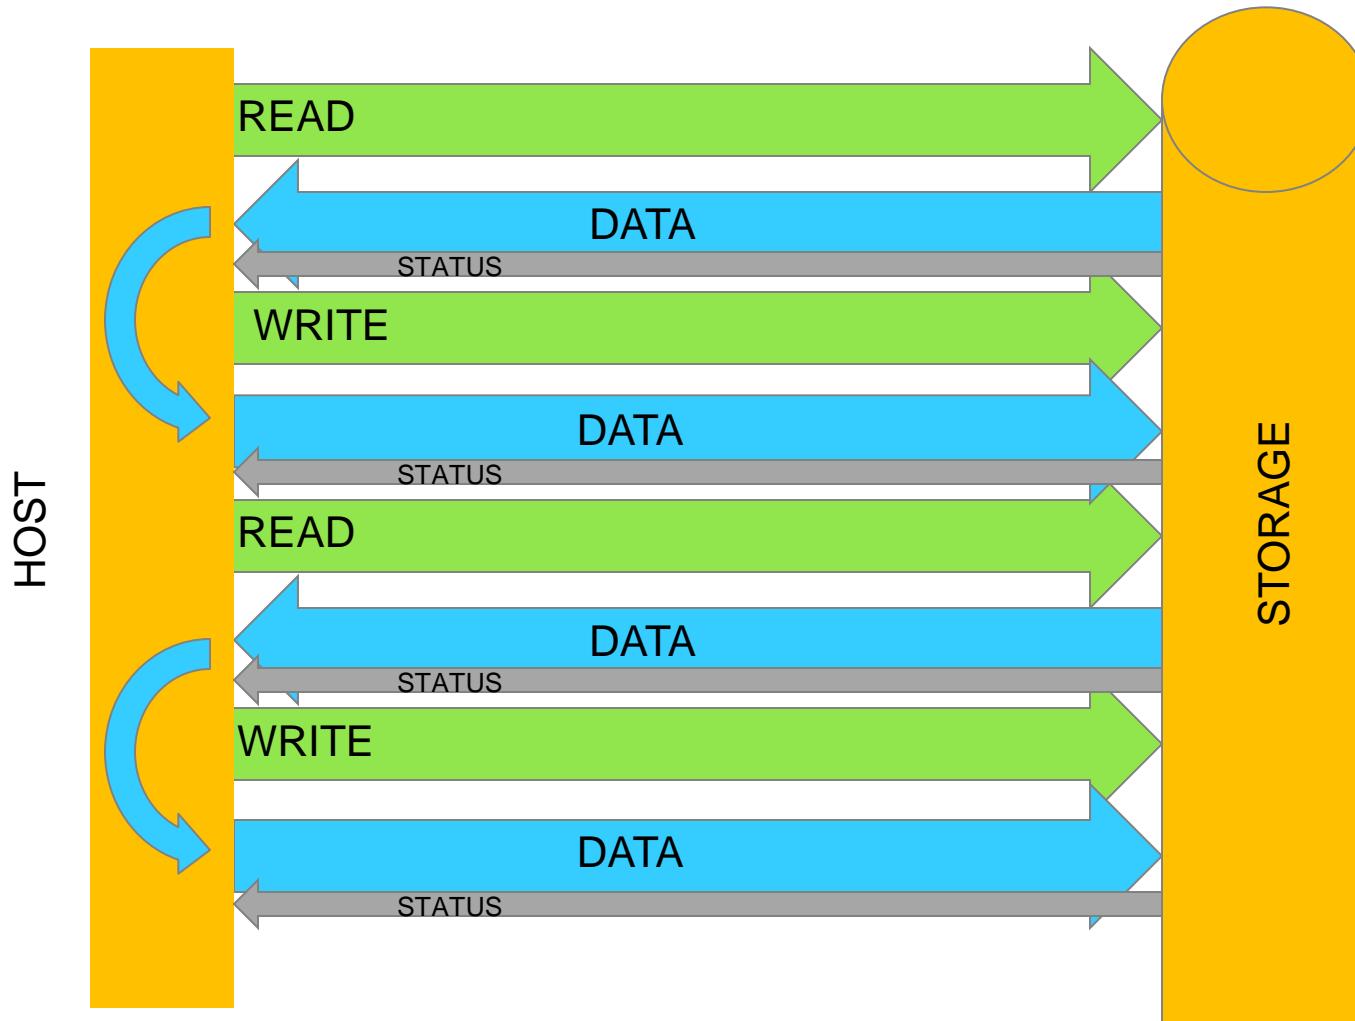 READ
DATA
STATUS
WRITE
DATA
STATUS
READ
DATA
STATUS
WRITE
DATA
STATUS
HOST
STORAGE